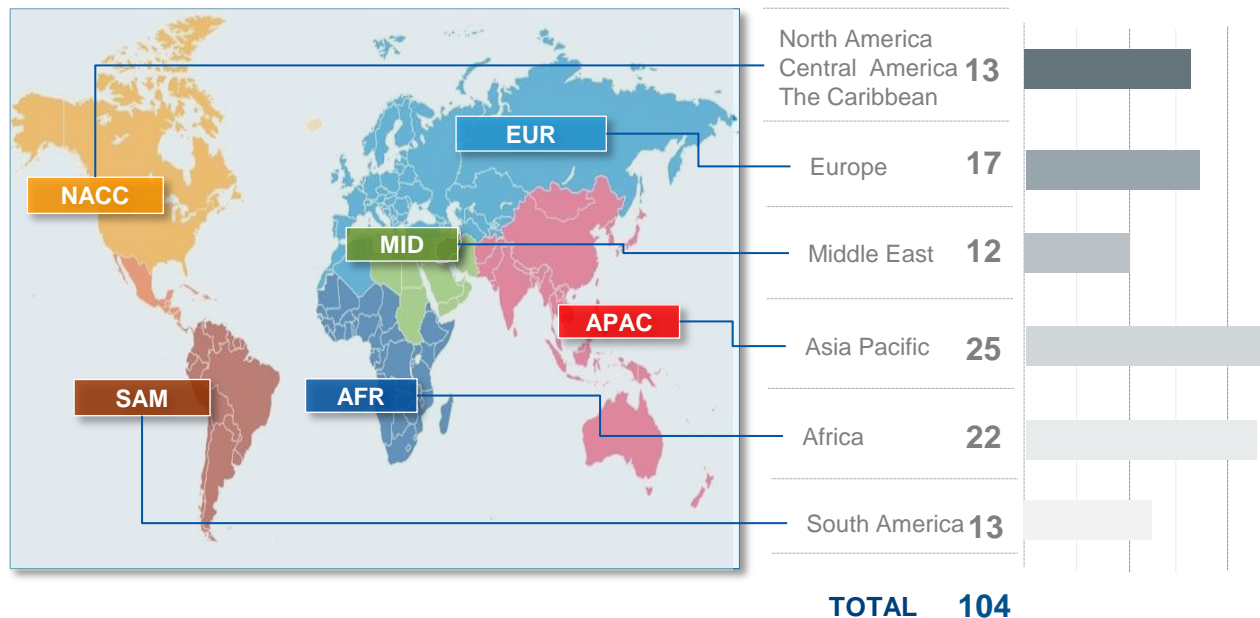 NACC
EUR
MID
APAC
SAM
AFR
North America
Central America 13
The Caribbean
Europe 17
Middle East 12
Asia Pacific 25
Africa 22
South America 13
TOTAL 104